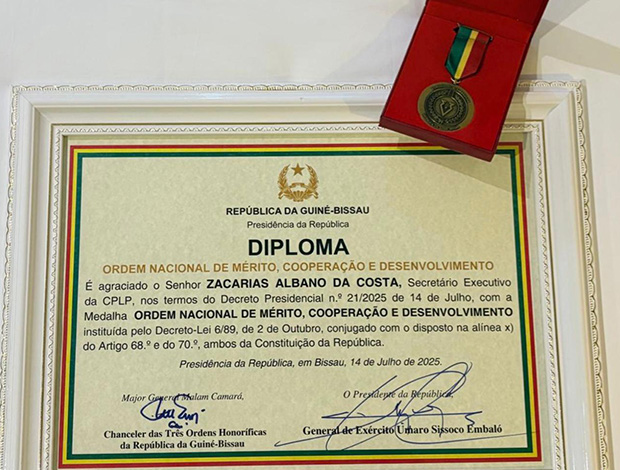 REPÚBLICA DA GUINÉ-BISSAU
Presidência da República
DIPLOMA
ORDEM NACIONAL DE MÉRITO, COOPERAÇÃO E DESENVOLVIMENTO
É agraciado o Senhor ZACARIAS ALBANO DA COSTA, Secretário Executivo
da CPLP, nos termos do Decreto Presidencial n.º 21/2025 de 14 de Julho, com a
Medalha ORDEM NACIONAL DE MÉRITO, COOPERAÇÃO E DESENVOLVIMENTO
instituída pelo Decreto-Lei 6/89, de 2 de Outubro, conjugado com o disposto na alínea x)
do Artigo 68.º e do 70.º, ambos da Constituição da República.
Presidência da República, em Bissau, 14 de Julho de 2025.
Major General Malam Camará,
O Presidente da República,
Chanceler das Três Ordens Honoríficas
da República da Guiné-Bissau
General de Exército Umaro Sissoco Embaló